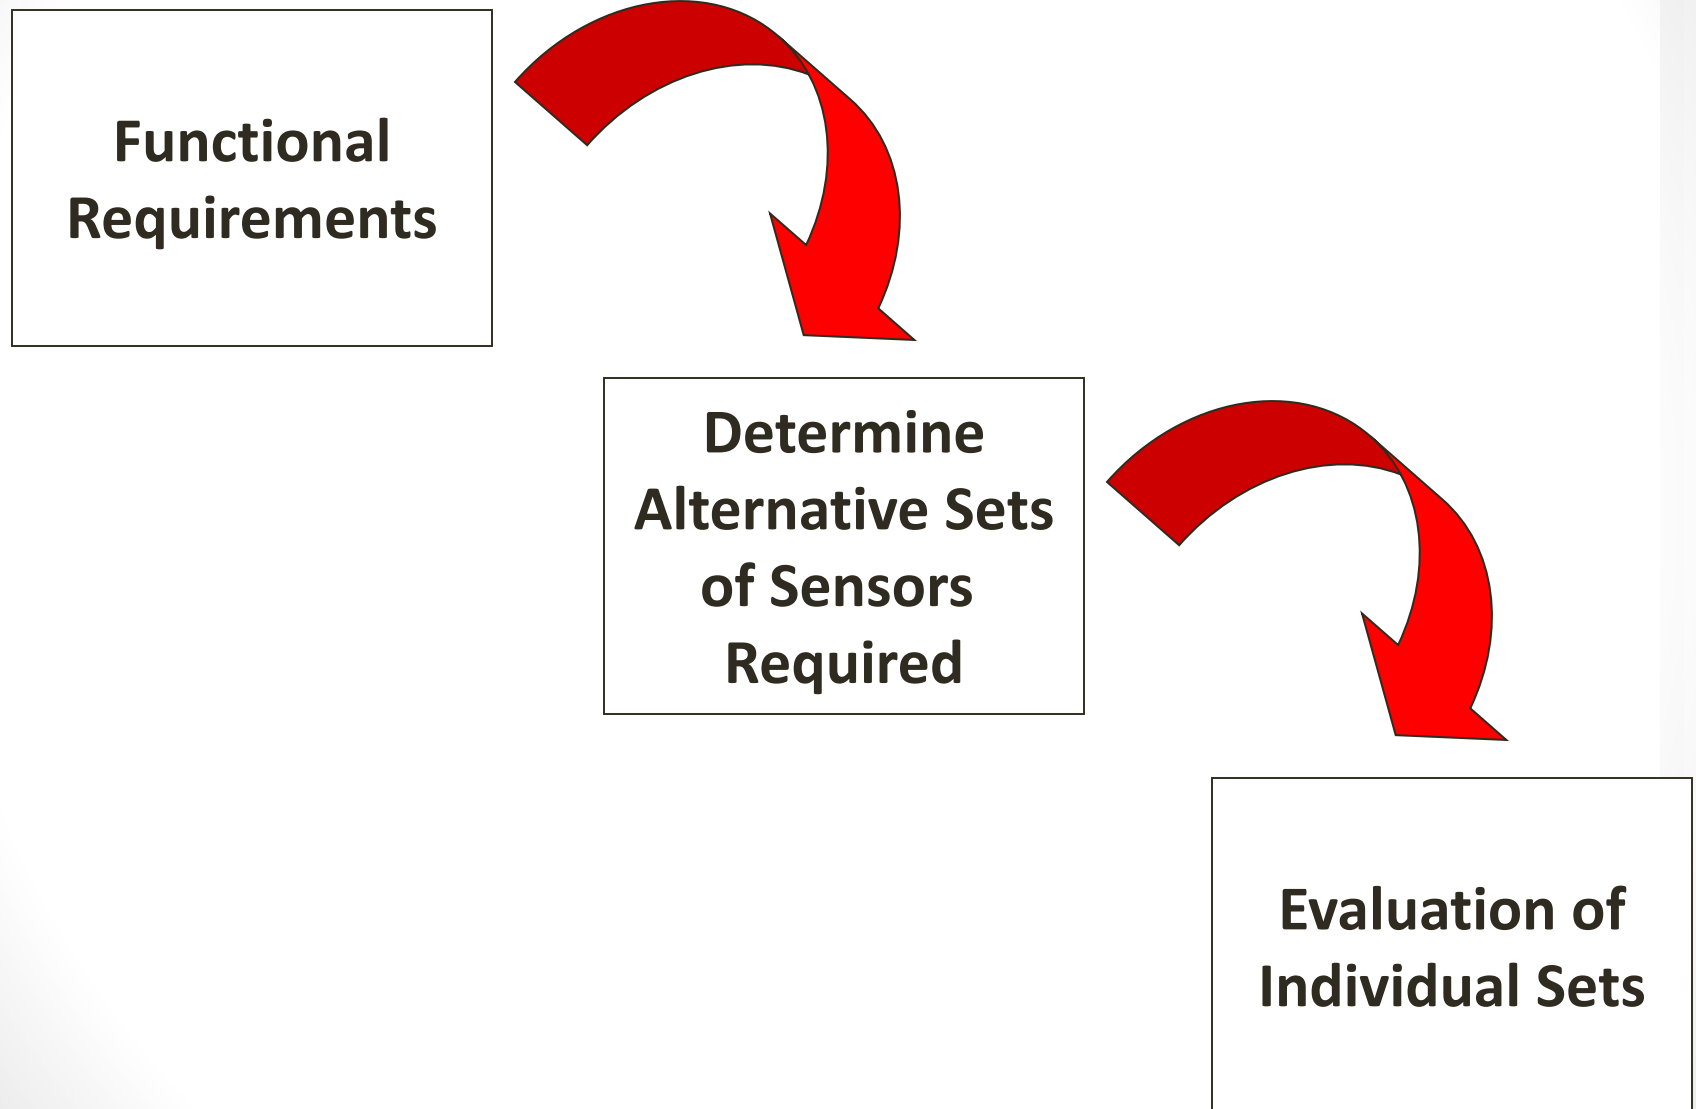 Functional
Requirements
Determine
Alternative Sets
of Sensors
Required
Evaluation of
Individual Sets